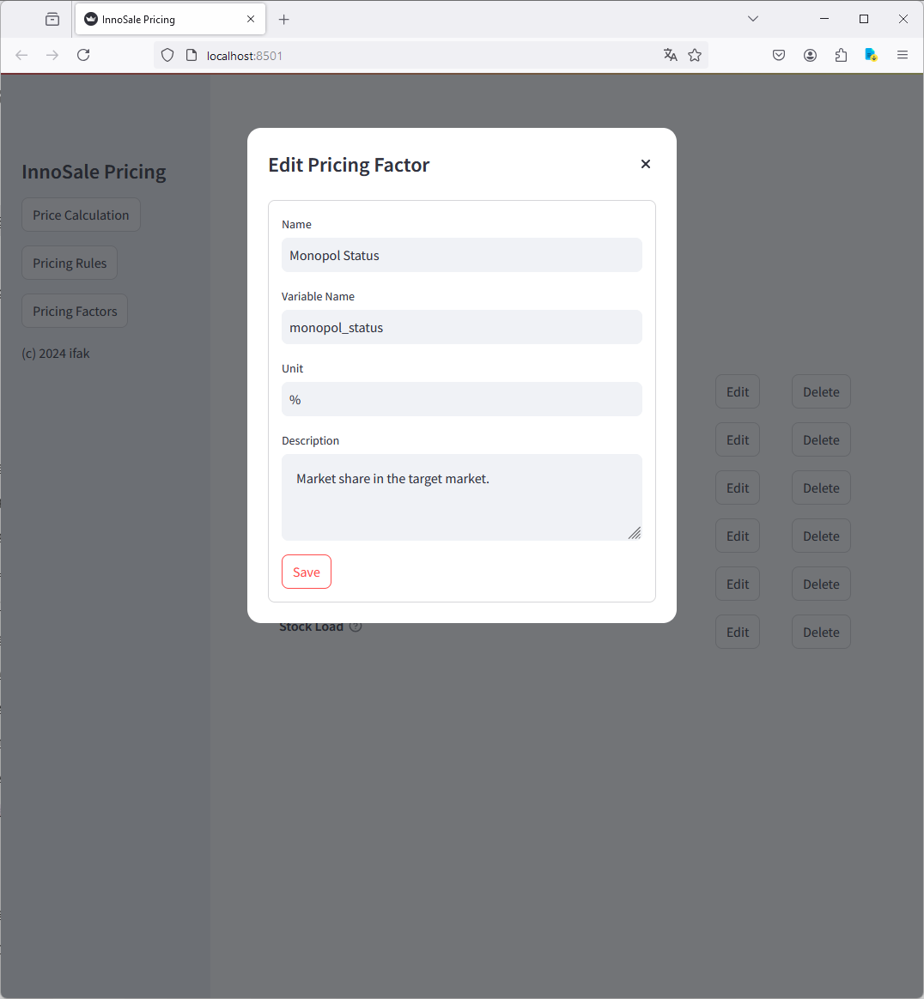 InnoSale Pricing
localhost:8501
InnoSale Pricing
Price Calculation
Pricing Rules
Pricing Factors
(c) 2024 ifak
Edit Pricing Factor
Name
Monopol Status
Variable Name
monopol_status
Unit
%
Description
Market share in the target market.
Save
Edit Delete
Edit Delete
Edit Delete
Edit Delete
Edit Delete
Stock Load
Edit Delete